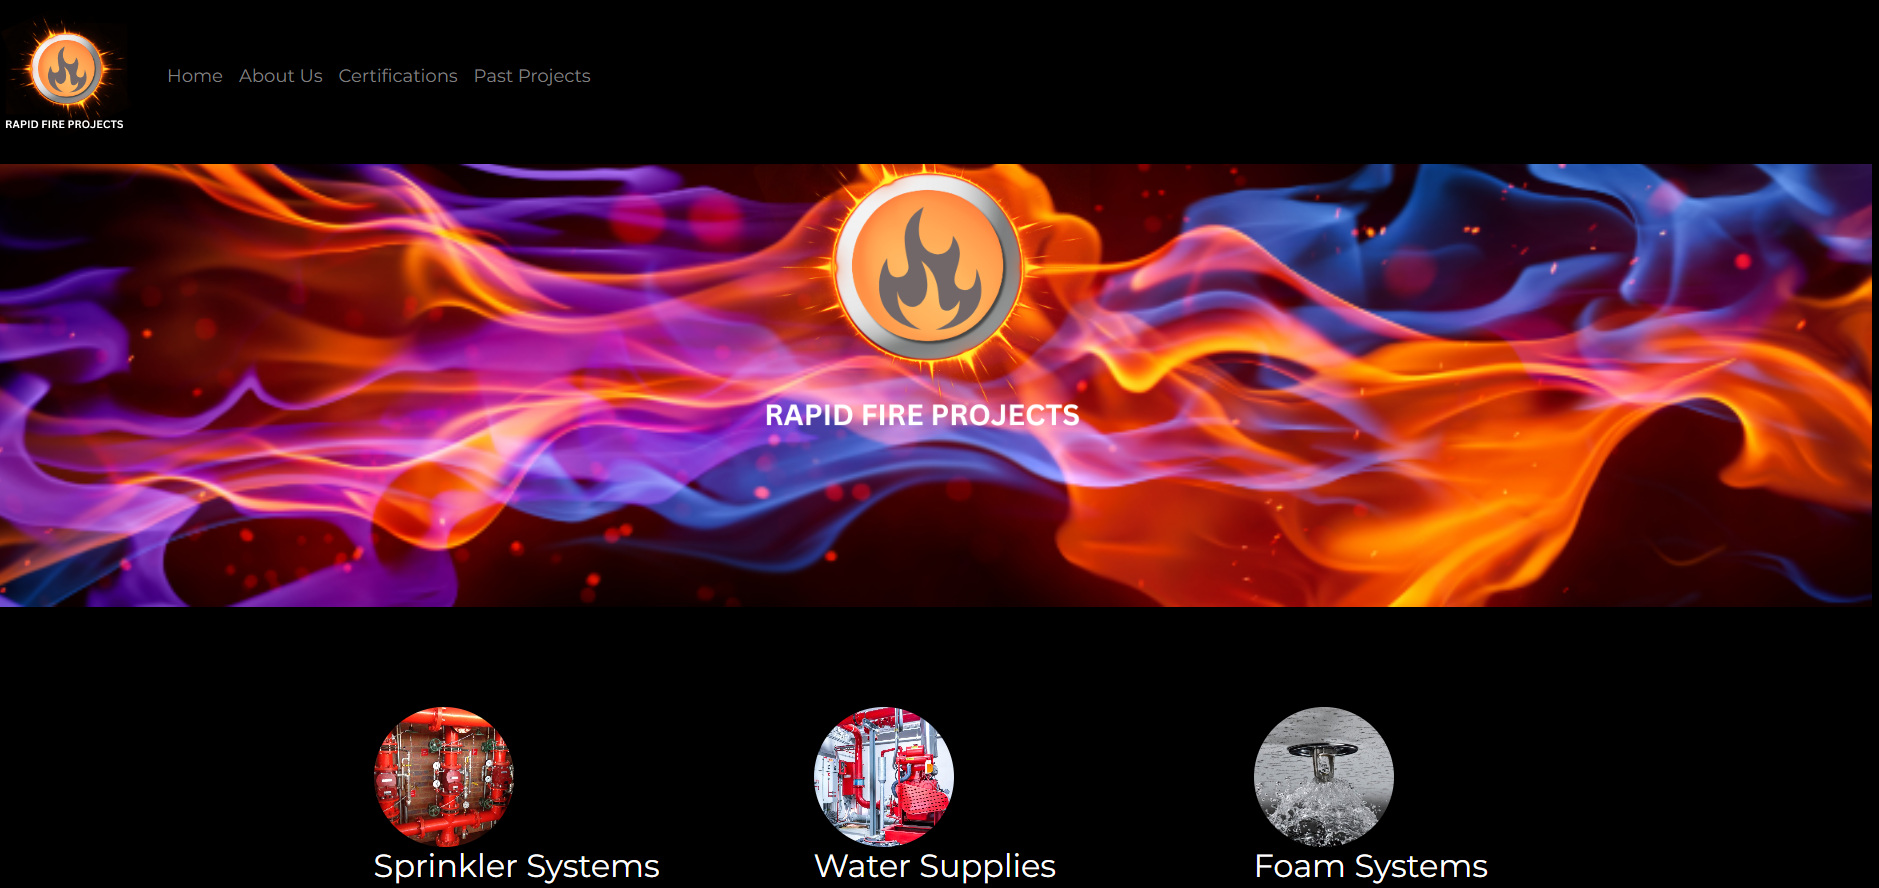 Home About Us Certifications Past Projects
RAPID FIRE PROJECTS
RAPID FIRE PROJECTS
Sprinkler Systems Water Supplies Foam Systems